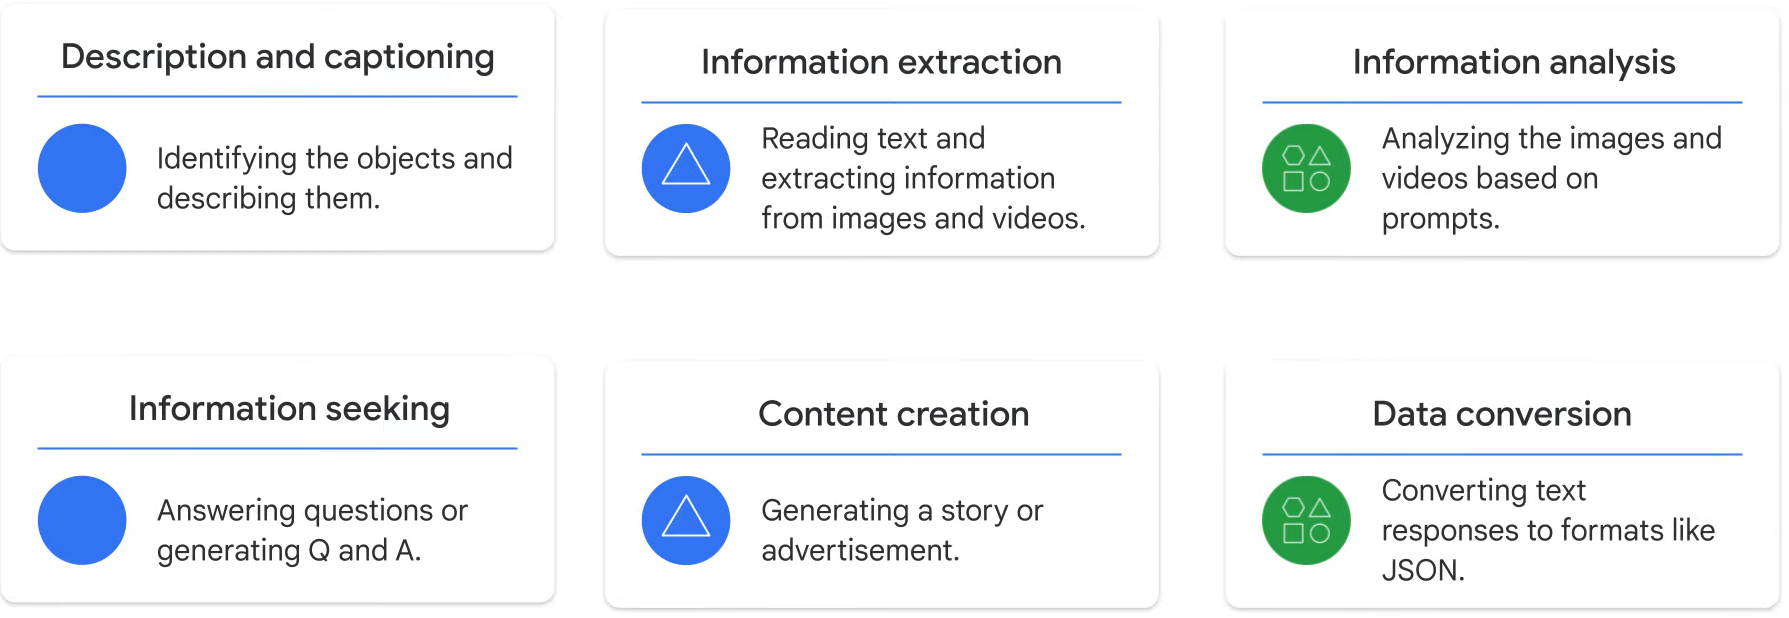 Description and captioning
Identifying the objects and
describing them.
Information extraction
Reading text and
extracting information
from images and videos.
Information analysis
Analyzing the images and
videos based on
prompts.
Information seeking
Answering questions or
generating Q and A.
Content creation
Generating a story or
advertisement.
Data conversion
Converting text
responses to formats like
JSON.